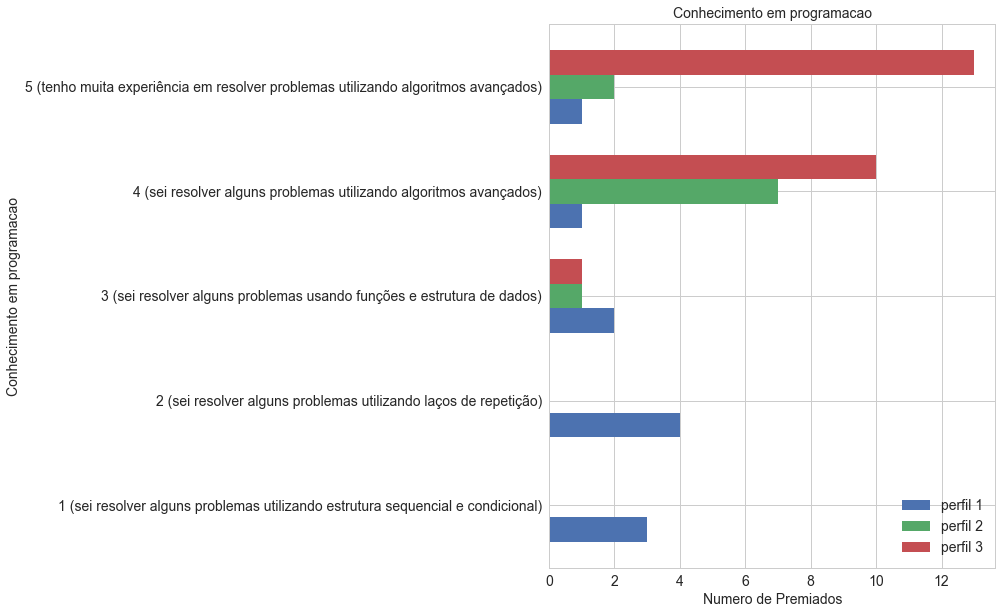 Conhecimento em programacao
5 (tenho muita experiência em resolver problemas utilizando algoritmos avançados)
4 (sei resolver alguns problemas utilizando algoritmos avançados)
3 (sei resolver alguns problemas usando funções e estrutura de dados)
2 (sei resolver alguns problemas utilizando laços de repetição)
1 (sei resolver alguns problemas utilizando estrutura sequencial e condicional)
Conhecimento em programacao
perfil 1
perfil 2
perfil 3
0 2 4 6 8 10 12
Numero de Premiados